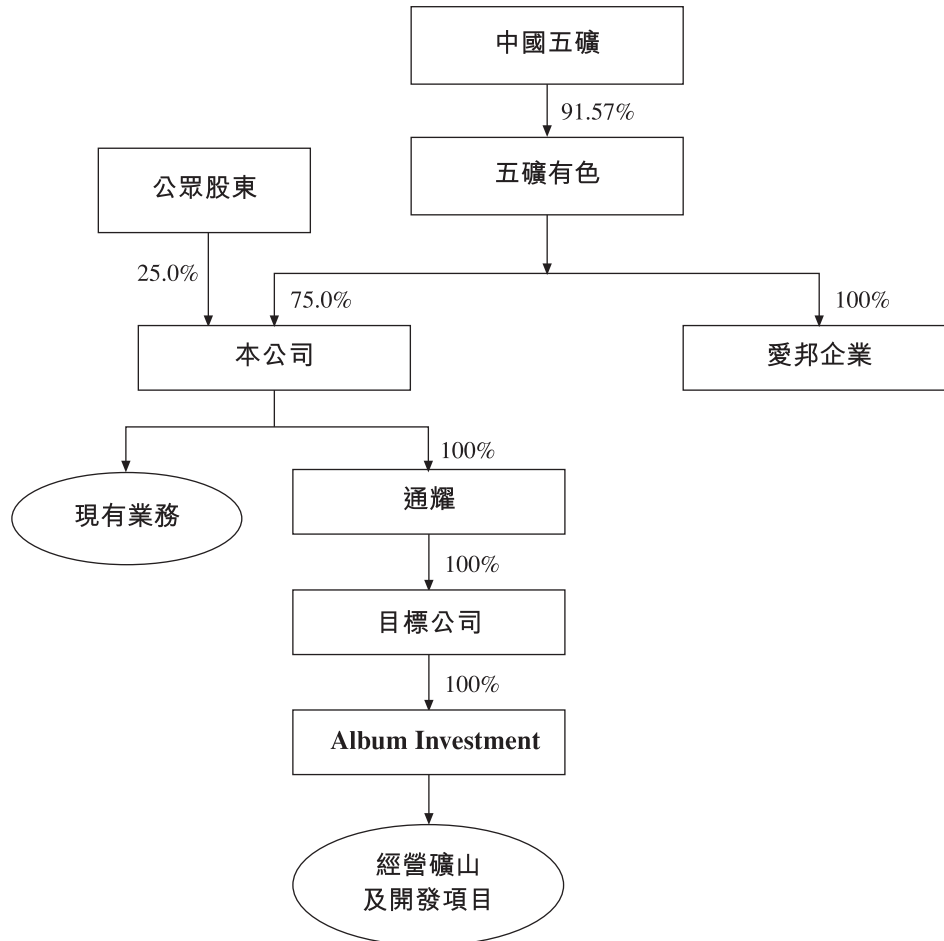 中國五礦
91.57%
五礦有色
公眾股東
25.0%
75.0%
100%
本公司
愛邦企業
100%
現有業務
通耀
100%
目標公司
100%
Album Investment
經營礦山
及開發項目